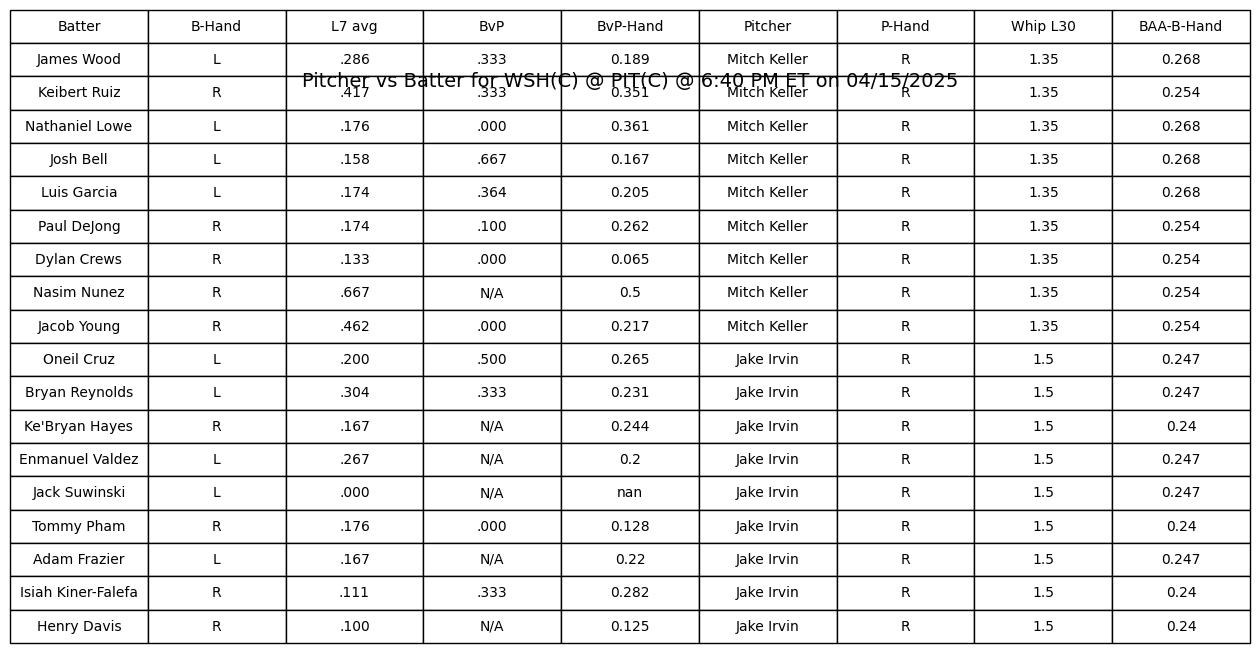 Batter B-Hand L7 avg BvP BvP-Hand Pitcher P-Hand Whip L30 BAA-B-Hand
James Wood L .286 .333 0.189 Mitch Keller R 1.35 0.268
Pitcher vs Batter for WSH(C) @ PIT(C) @ 6:40 PM ET on 04/15/2025
Keibert Ruiz R .417 .333 0.351 Mitch Keller R 1.35 0.254
Nathaniel Lowe L .176 .000 0.361 Mitch Keller R 1.35 0.268
Josh Bell L .158 .667 0.167 Mitch Keller R 1.35 0.268
Luis Garcia L .174 .364 0.205 Mitch Keller R 1.35 0.268
Paul DeJong R .174 .100 0.262 Mitch Keller R 1.35 0.254
Dylan Crews R .133 .000 0.065 Mitch Keller R 1.35 0.254
Nasim Nunez R .667 N/A 0.5 Mitch Keller R 1.35 0.254
Jacob Young R .462 .000 0.217 Mitch Keller R 1.35 0.254
Oneil Cruz L .200 .500 0.265 Jake Irvin R 1.5 0.247
Bryan Reynolds L .304 .333 0.231 Jake Irvin R 1.5 0.247
Ke'Bryan Hayes R .167 N/A 0.244 Jake Irvin R 1.5 0.24
Enmanuel Valdez L .267 N/A 0.2 Jake Irvin R 1.5 0.247
Jack Suwinski L .000 N/A nan Jake Irvin R 1.5 0.247
Tommy Pham R .176 .000 0.128 Jake Irvin R 1.5 0.24
Adam Frazier L .167 N/A 0.22 Jake Irvin R 1.5 0.247
Isiah Kiner-Falefa R .111 .333 0.282 Jake Irvin R 1.5 0.24
Henry Davis R .100 N/A 0.125 Jake Irvin R 1.5 0.24